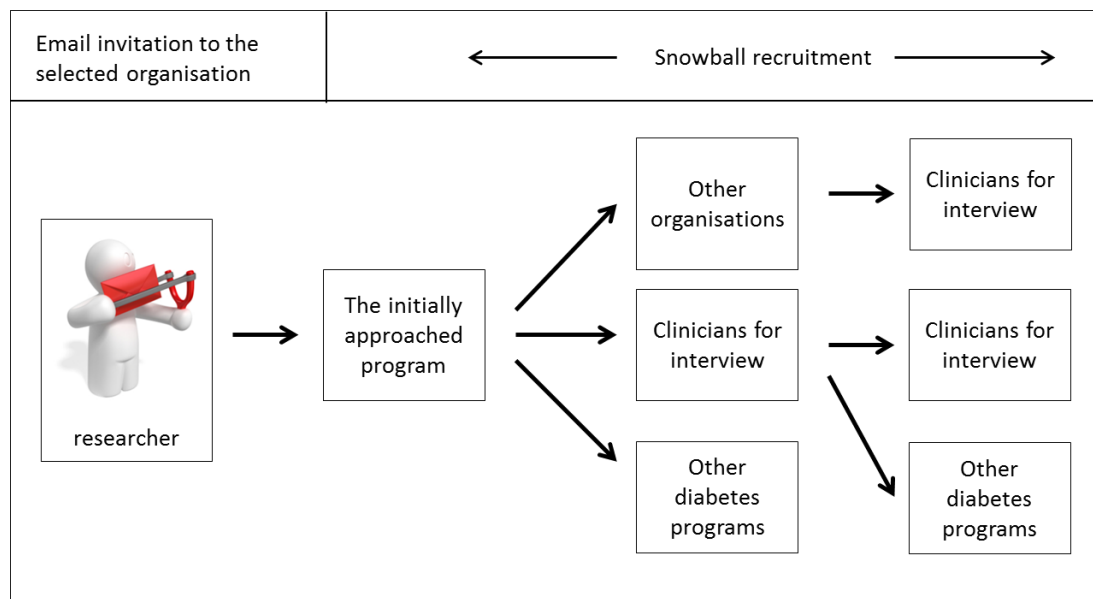 Email invitation to the
selected organisation
Snowball recruitment
researcher
The initially
approached
program
Other
organisations
Clinicians for
interview
Other
diabetes
programs
Clinicians for
interview
Clinicians for
interview
Other
diabetes
programs